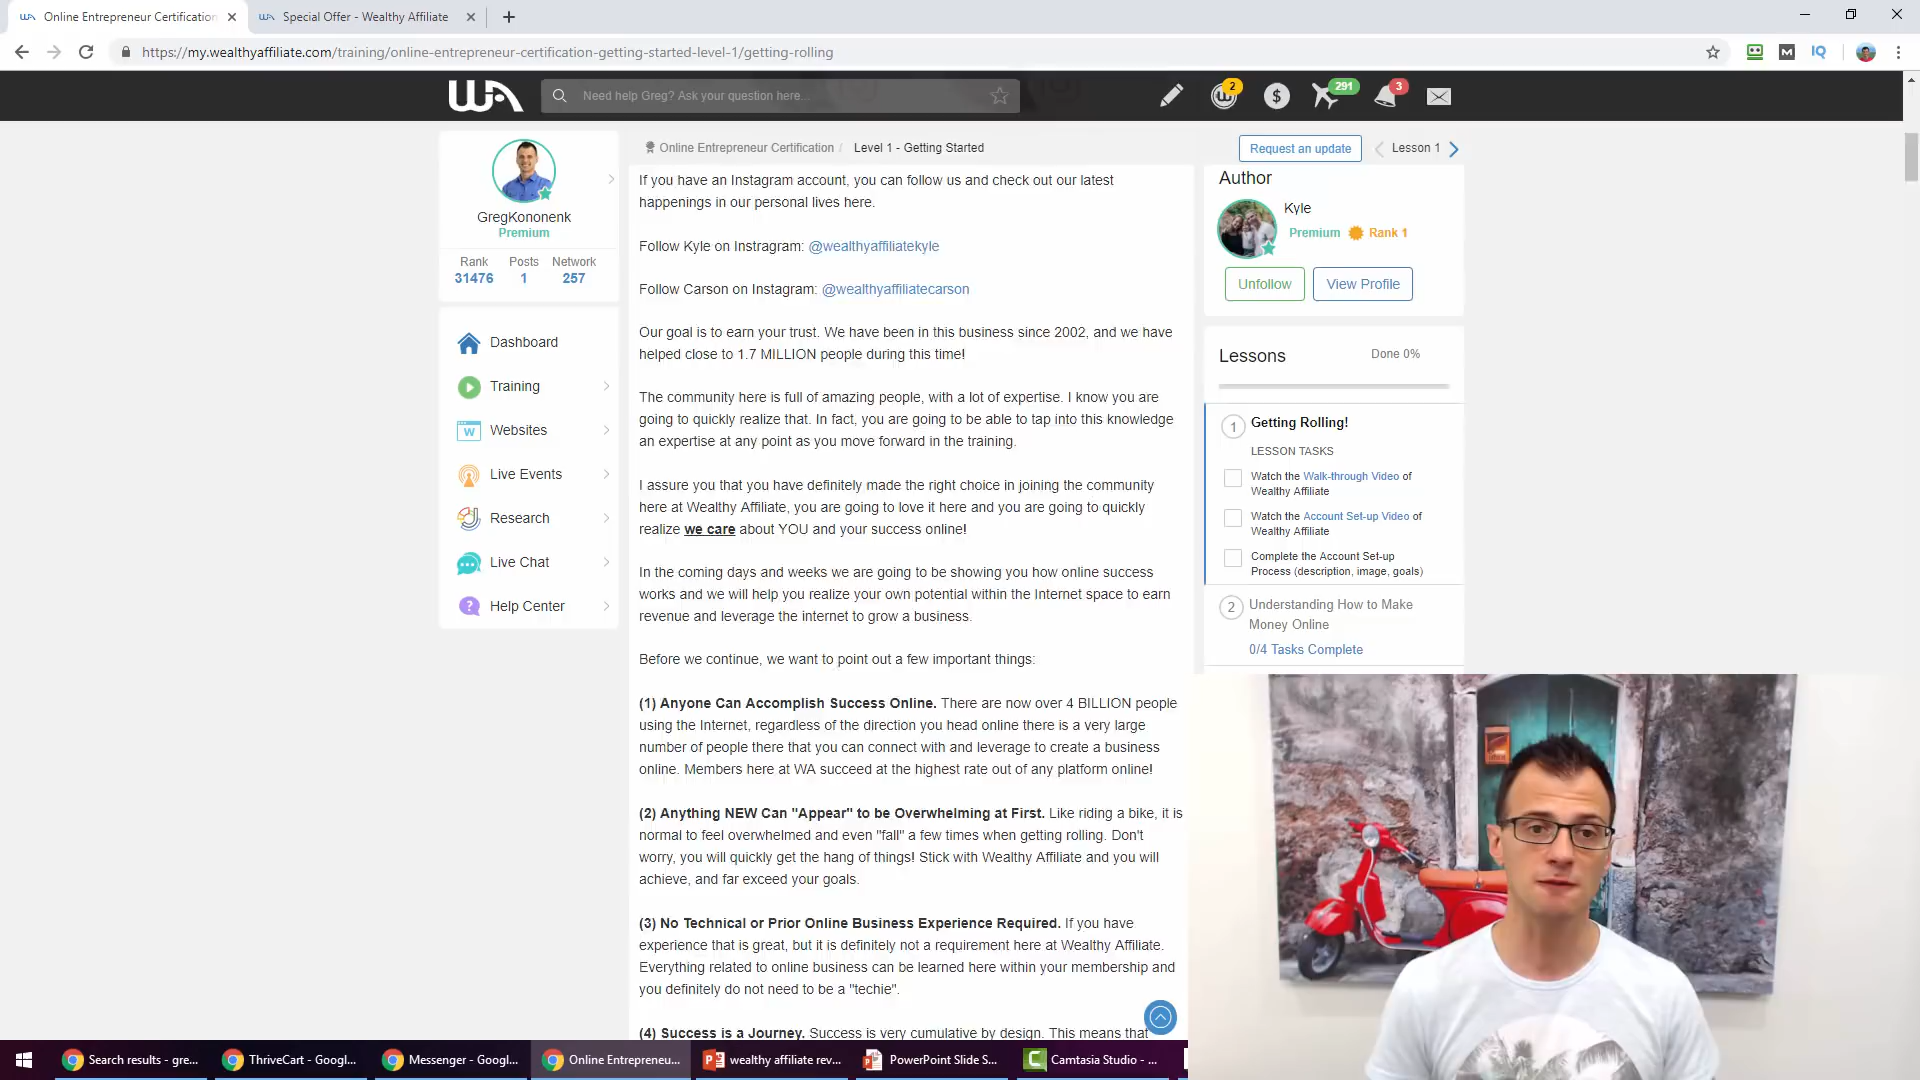 Online Entrepreneur Certification
Special Offer - Wealthy Affiliate
https://my.wealthyaffiliate.com/training/online-entrepreneur-certification-getting-started-level-1/getting-rolling
WA
Need help Greg? Ask your question here...
2
291
3
GregKononenk
Premium
Rank Posts Network
31476 1 257
Dashboard
Training
Websites
Live Events
Research
Live Chat
Help Center
Online Entrepreneur Certification / Level 1 - Getting Started
If you have an Instagram account, you can follow us and check out our latest
happenings in our personal lives here.
Follow Kyle on Instragram: @wealthyaffiliatekyle
Follow Carson on Instagram: @wealthyaffiliatecarson
Our goal is to earn your trust. We have been in this business since 2002, and we have
helped close to 1.7 MILLION people during this time!
The community here is full of amazing people, with a lot of expertise. I know you are
going to quickly realize that. In fact, you are going to be able to tap into this knowledge
an expertise at any point as you move forward in the training.
I assure you that you have definitely made the right choice in joining the community
here at Wealthy Affiliate, you are going to love it here and you are going to quickly
realize we care about YOU and your success online!
In the coming days and weeks we are going to be showing you how online success
works and we will help you realize your own potential within the Internet space to earn
revenue and leverage the internet to grow a business.
Before we continue, we want to point out a few important things:
(1) Anyone Can Accomplish Success Online. There are now over 4 BILLION people
using the Internet, regardless of the direction you head online there is a very large
number of people there that you can connect with and leverage to create a business
online. Members here at WA succeed at the highest rate out of any platform online!
(2) Anything NEW Can "Appear" to be Overwhelming at First. Like riding a bike, it is
normal to feel overwhelmed and even "fall" a few times when getting rolling. Don't
worry, you will quickly get the hang of things! Stick with Wealthy Affiliate and you will
achieve, and far exceed your goals.
(3) No Technical or Prior Online Business Experience Required. If you have
experience that is great, but it is definitely not a requirement here at Wealthy Affiliate.
Everything related to online business can be learned here within your membership and
you definitely do not need to be a "techie".
(4) Success is a Journey. Success is very cumulative by design. This means that
Request an update
Lesson 1
Author
Kyle
Premium Rank 1
Unfollow
View Profile
Lessons
Done 0%
1 Getting Rolling!
LESSON TASKS
Watch the Walk-through Video of
Wealthy Affiliate
Watch the Account Set-up Video of
Wealthy Affiliate
Complete the Account Set-up
Process (description, image, goals)
2 Understanding How to Make
Money Online
0/4 Tasks Complete
Search results - gre...
ThriveCart - Googl...
Messenger - Googl...
Online Entrepreneu...
wealthy affiliate rev...
PowerPoint Slide S...
Camtasia Studio - ...